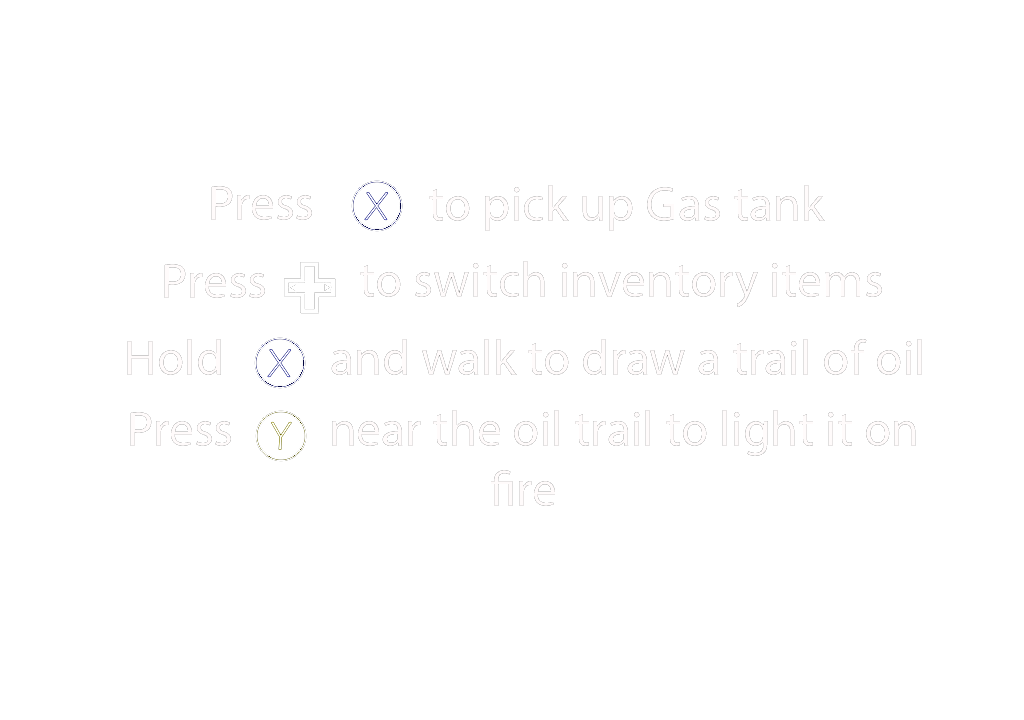 Press X to pick up Gas tank
Press to switch inventory items
Hold X and walk to draw a trail of oil
Press Y near the oil trail to light it on
fire